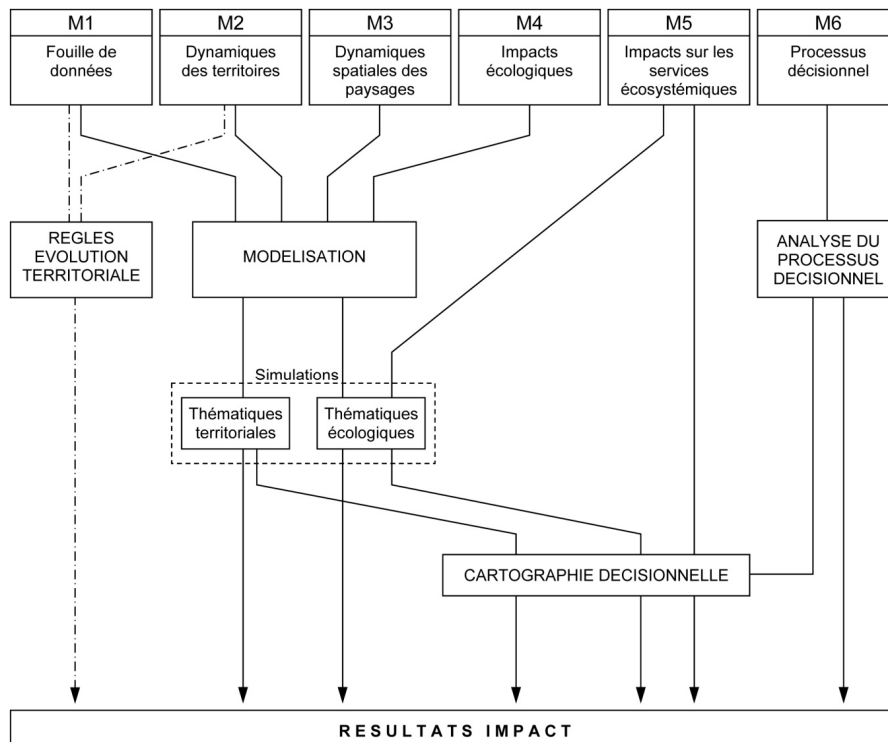 M1
Fouille de
données
M2
Dynamiques
des territoires
M3
Dynamiques
spatiales des
paysages
M4
Impacts
écologiques
M5
Impacts sur les
services
écosystémiques
M6
Processus
décisionnel
REGLES
EVOLUTION
TERRITORIALE
MODELISATION
ANALYSE DU
PROCESSUS
DECISIONNEL
Simulations
Thématiques
territoriales
Thématiques
écologiques
CARTOGRAPHIE DECISIONNELLE
RESULTATS IMPACT